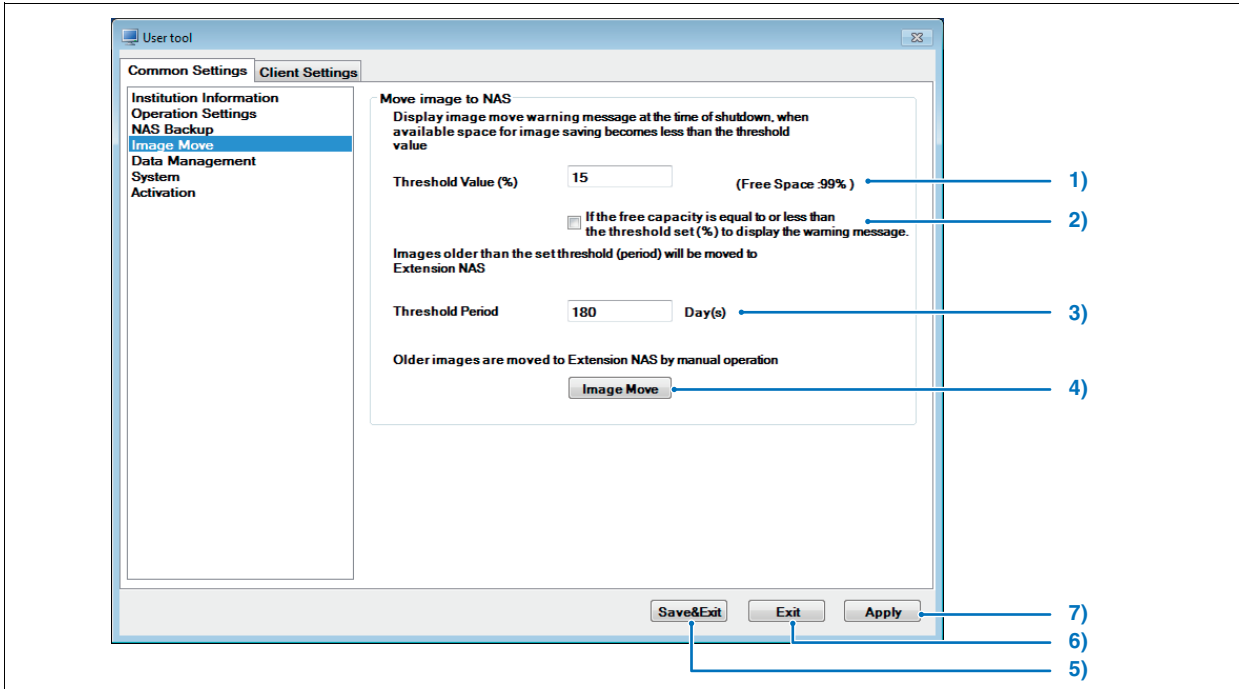 User tool
Common Settings
Client Settings
Institution Information
Operation Settings
NAS Backup
Image Move
Data Management
System
Activation
Move image to NAS
Display image move warning message at the time of shutdown, when
available space for image saving becomes less than the threshold
value
Threshold Value (%)
15
(Free Space :99% )
1)
If the free capacity is equal to or less than
the threshold set (%) to display the warning message.
2)
Images older than the set threshold (period) will be moved to
Extension NAS
Threshold Period
180
Day(s)
3)
Older images are moved to Extension NAS by manual operation
Image Move
4)
Save&Exit
Exit
Apply
7)
6)
5)